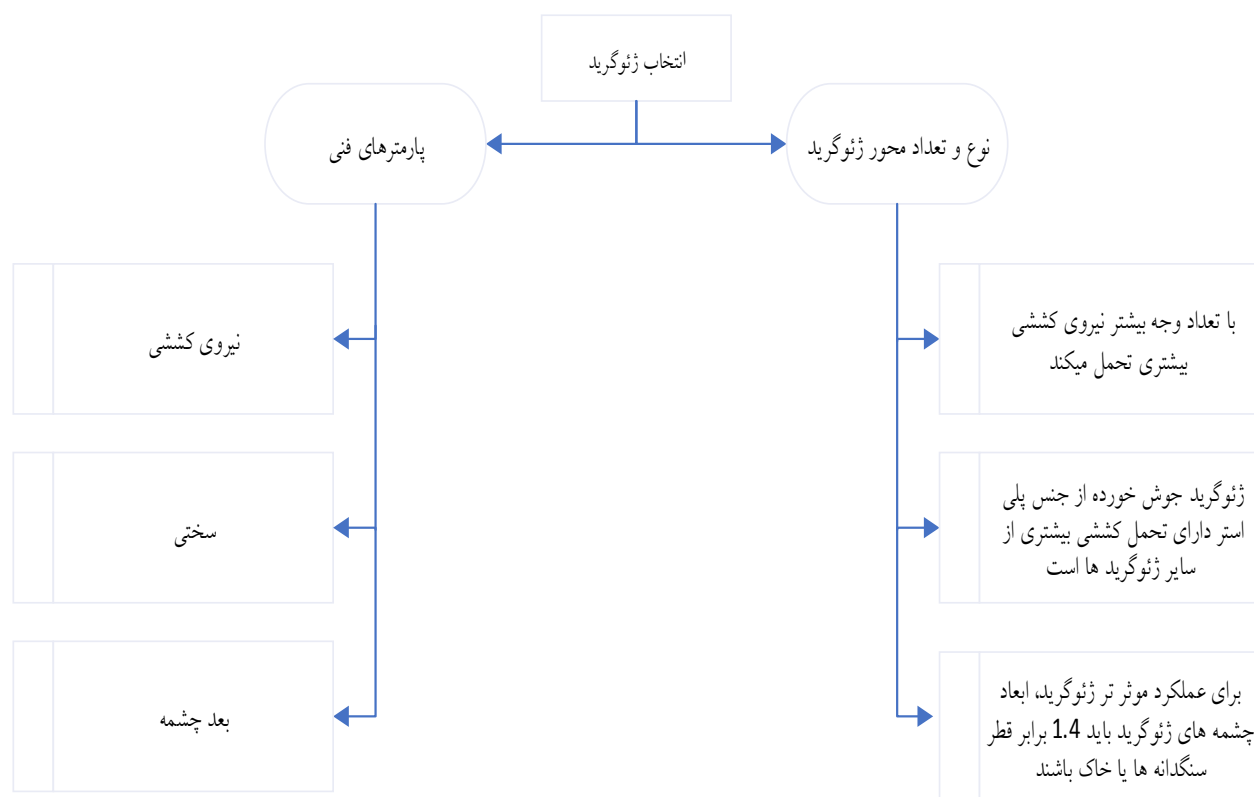 انتخاب ژئوگرید
نوع و تعداد محور ژئوگرید
پارمترهای فنی
با تعداد وجه بیشتر نیروی کششی
بیشتری تحمل میکند
ژئوگرید جوش خورده از جنس پلی
استر دارای تحمل کششی بیشتری از
سایر ژئوگرید ها است
برای عملکرد موثر تر ژئوگرید، ابعاد
چشمه های ژئوگرید باید 1.4 برابر قطر
سنگدانه ها یا خاک باشند
نیروی کششی
سختی
بعد چشمه